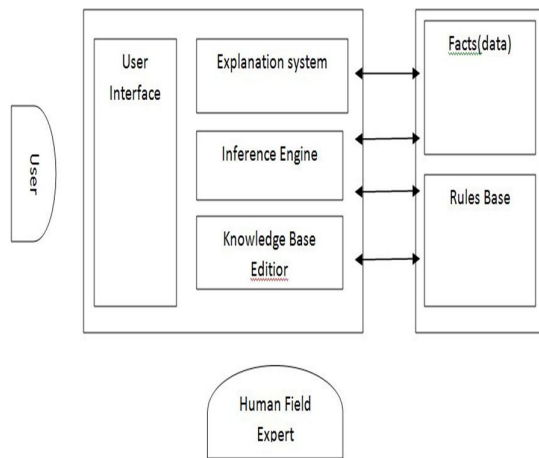 User
User
Interface
Explanation system
Inference Engine
Knowledge Base
Editior
Facts(data)
Rules Base
Human Field
Expert